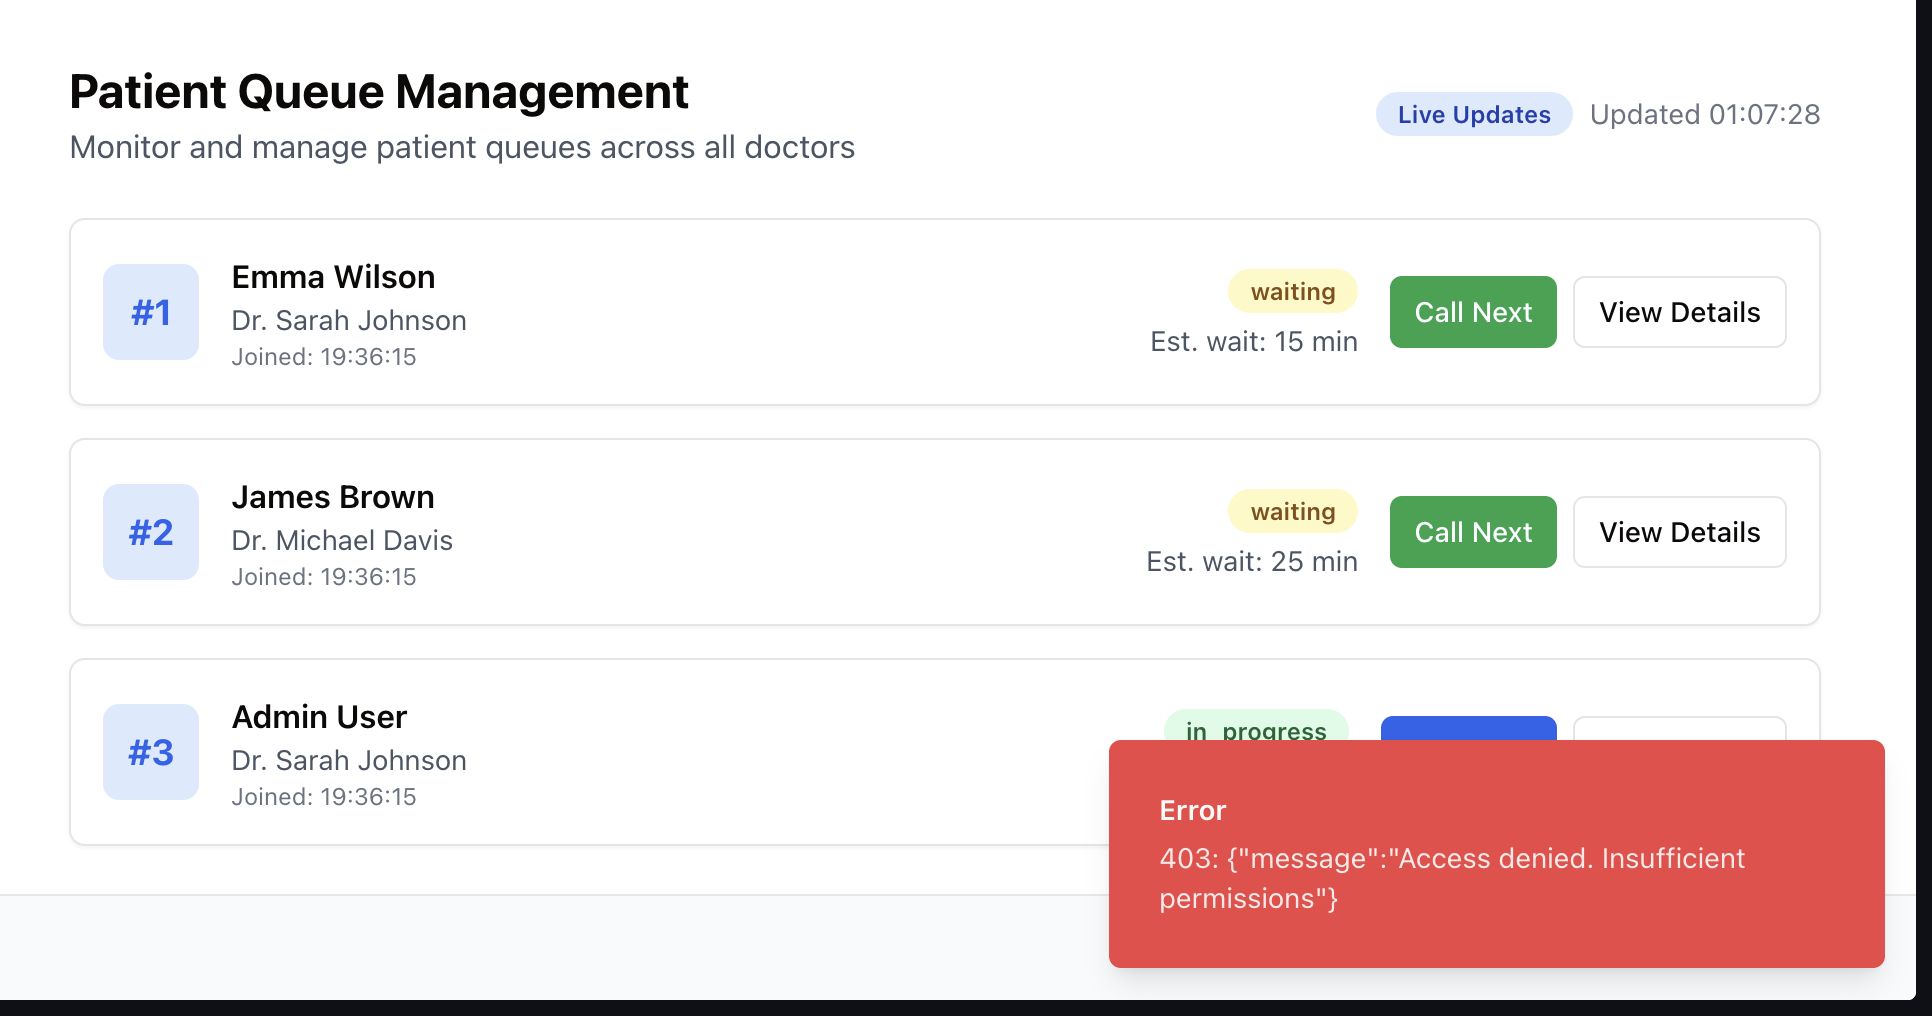 Patient Queue Management
Monitor and manage patient queues across all doctors
Live Updates
Updated 01:07:28
#1
Emma Wilson
Dr. Sarah Johnson
Joined: 19:36:15
waiting
Est. wait: 15 min
Call Next
View Details
#2
James Brown
Dr. Michael Davis
Joined: 19:36:15
waiting
Est. wait: 25 min
Call Next
View Details
#3
Admin User
Dr. Sarah Johnson
Joined: 19:36:15
in_progress
Error
403: {"message":"Access denied. Insufficient
permissions"}